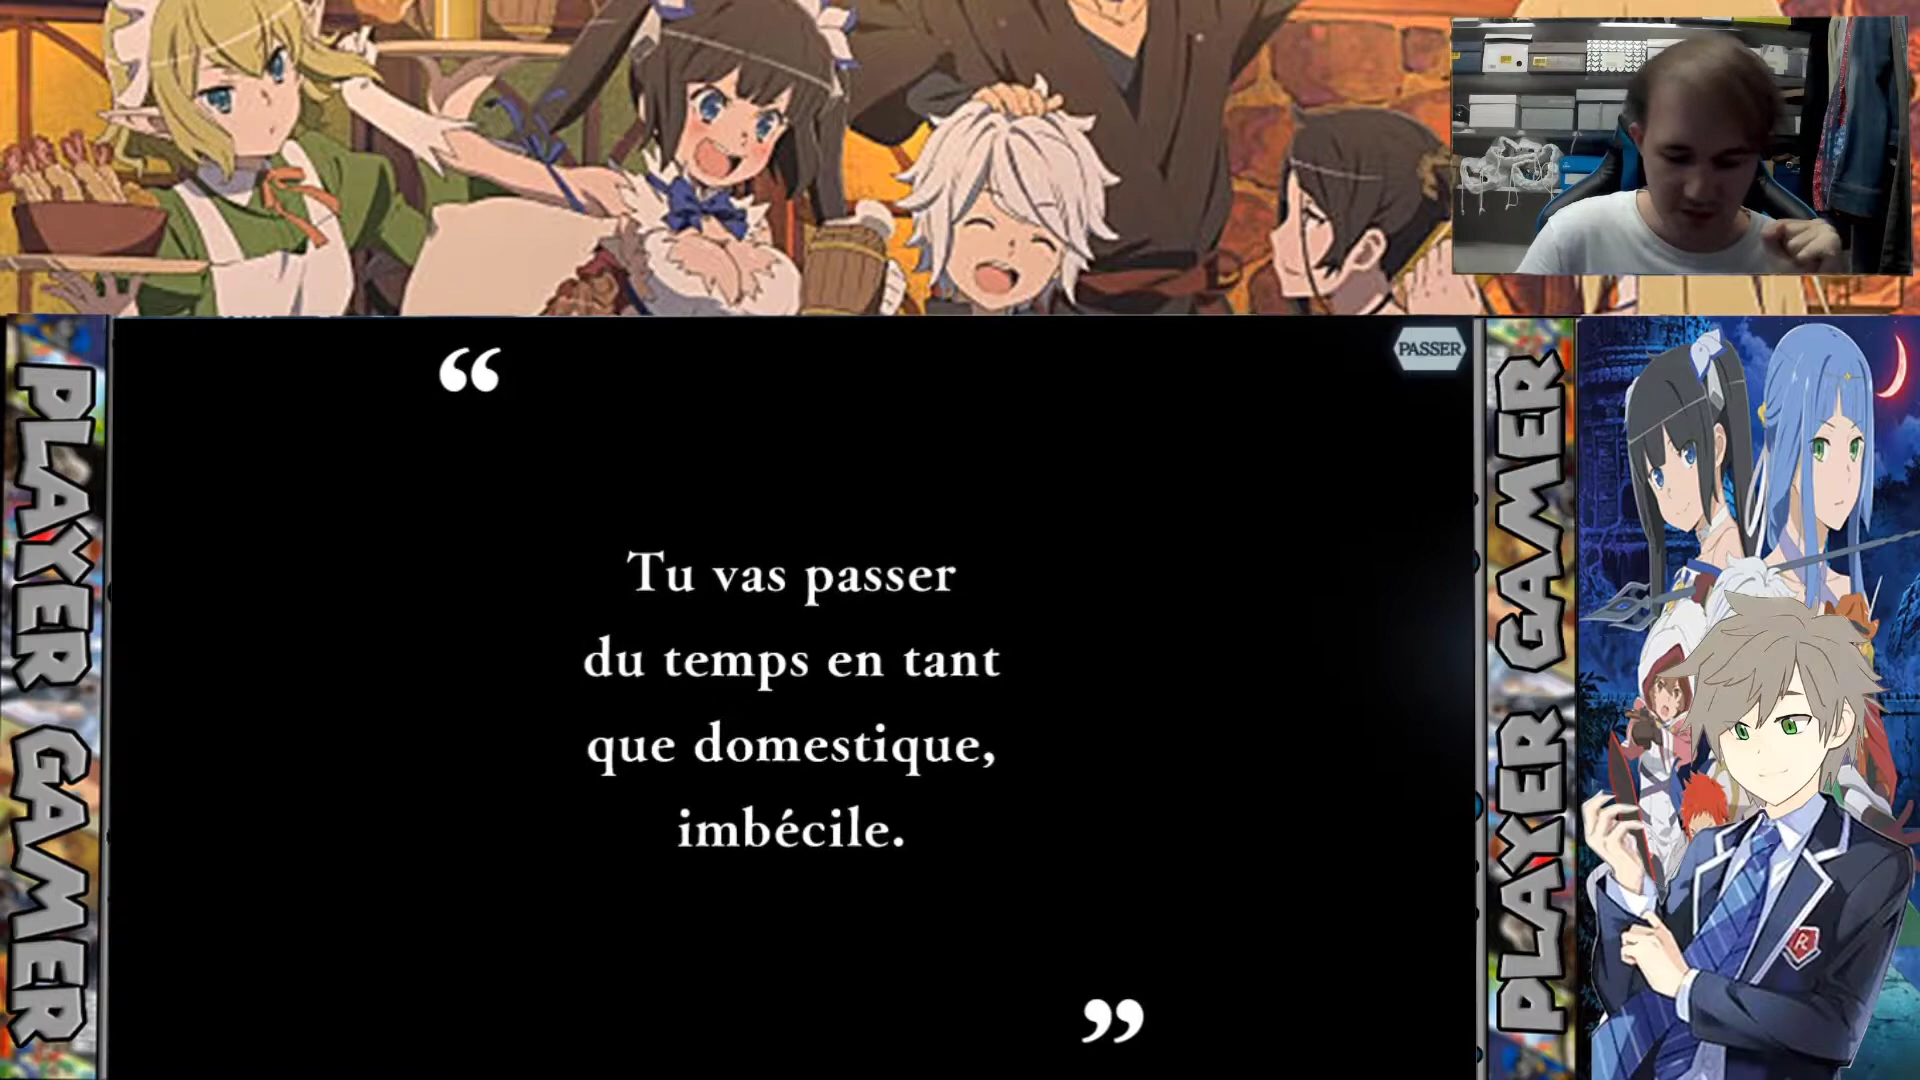 PASSER
“
Tu vas passer
du temps en tant
que domestique,
imbécile.
”
PLAYER GAMER
PLAYER GAMER
R